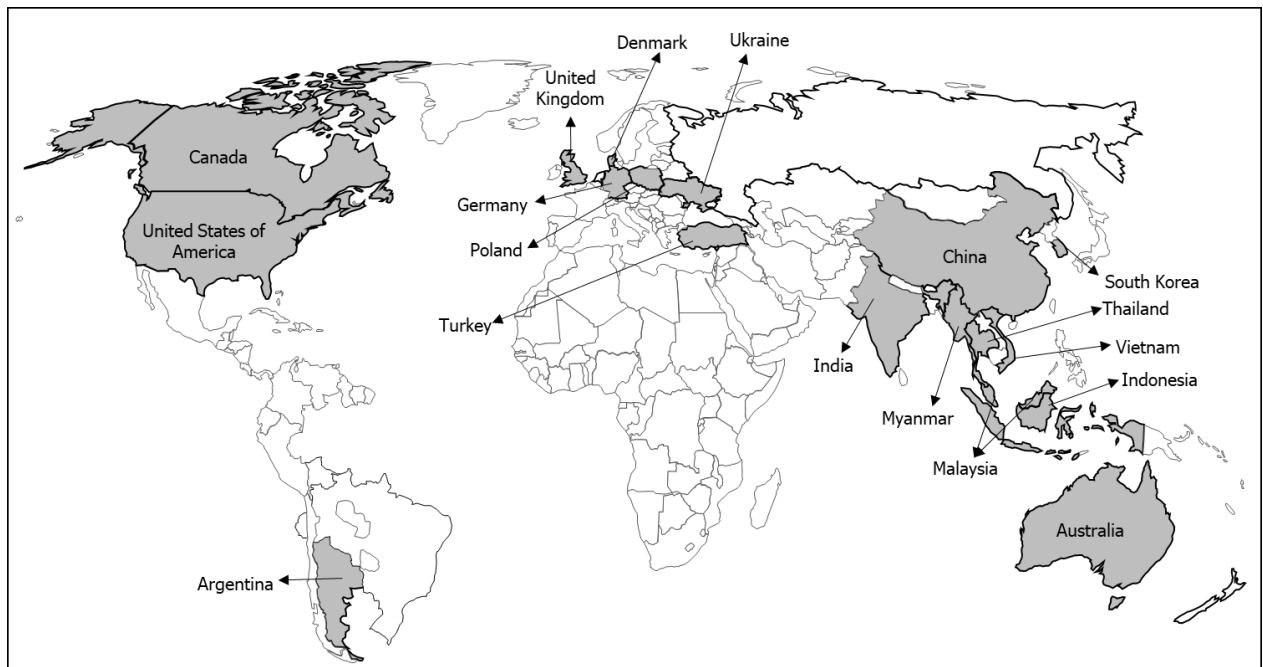 Denmark
Ukraine
United
Kingdom
Canada
Germany
United States of
America
Poland
China
South Korea
Turkey
Thailand
Vietnam
India
Indonesia
Myanmar
Malaysia
Australia
Argentina